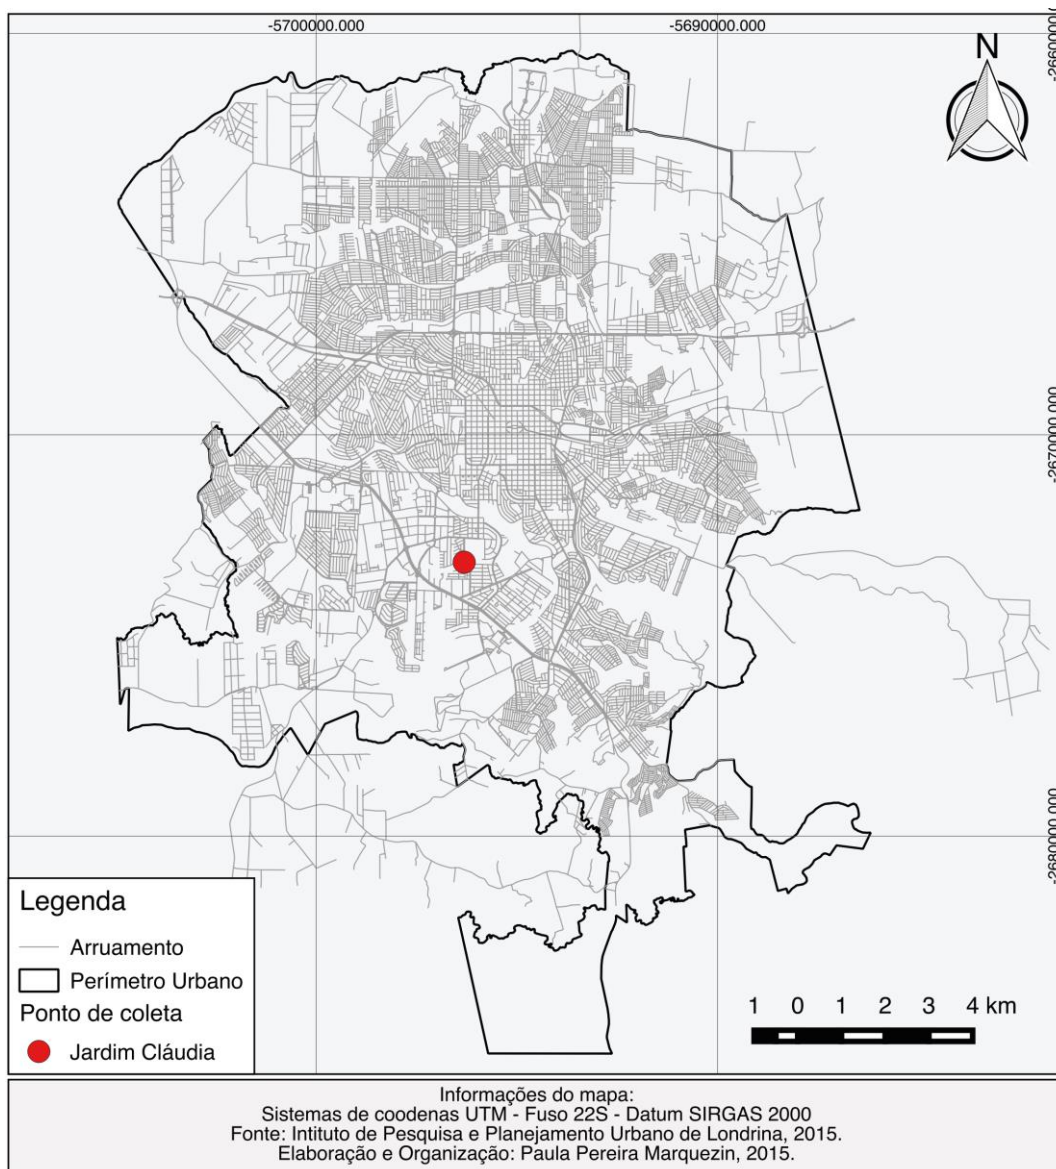 -5700000.000
-5690000.000
-2660000.0
N
-2670000.000
-2680000.000
Legenda
Arruamento
Perímetro Urbano
Ponto de coleta
Jardim Cláudia
1 0 1 2 3 4 km
Informações do mapa:
Sistemas de coodenas UTM - Fuso 22S - Datum SIRGAS 2000
Fonte: Intituto de Pesquisa e Planejamento Urbano de Londrina, 2015.
Elaboração e Organização: Paula Pereira Marquezin, 2015.